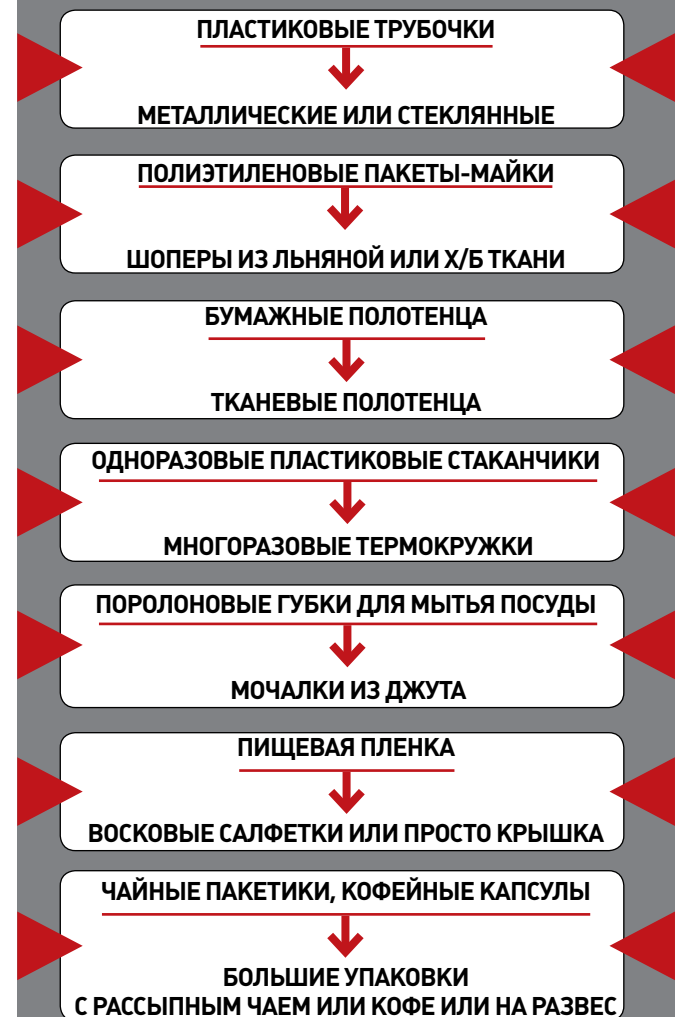 ПЛАСТИКОВЫЕ ТРУБОЧКИ
МЕТАЛЛИЧЕСКИЕ ИЛИ СТЕКЛЯННЫЕ
ПОЛИЭТИЛЕНОВЫЕ ПАКЕТЫ-МАЙКИ
ШОПЕРЫ ИЗ ЛЬНЯНОЙ ИЛИ Х/Б ТКАНИ
БУМАЖНЫЕ ПОЛОТЕНЦА
ТКАНЕВЫЕ ПОЛОТЕНЦА
ОДНОРАЗОВЫЕ ПЛАСТИКОВЫЕ СТАКАНЧИКИ
МНОГОРАЗОВЫЕ ТЕРМОКРУЖКИ
ПОРОЛОНОВЫЕ ГУБКИ ДЛЯ МЫТЬЯ ПОСУДЫ
МОЧАЛКИ ИЗ ДЖУТА
ПИЩЕВАЯ ПЛЕНКА
ВОСКОВЫЕ САЛФЕТКИ ИЛИ ПРОСТО КРЫШКА
ЧАЙНЫЕ ПАКЕТИКИ, КОФЕЙНЫЕ КАПСУЛЫ
БОЛЬШИЕ УПАКОВКИ
С РАССЫПНЫМ ЧАЕМ ИЛИ КОФЕ ИЛИ НА РАЗВЕС